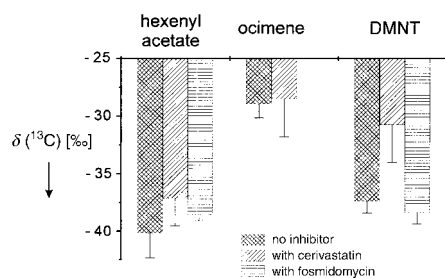 hexenyl
acetate
ocimene
DMNT
- 25
- 30
δ (¹³C) [‰]
- 35
- 40
no inhibitor
with cerivastatin
with fosmidomycin